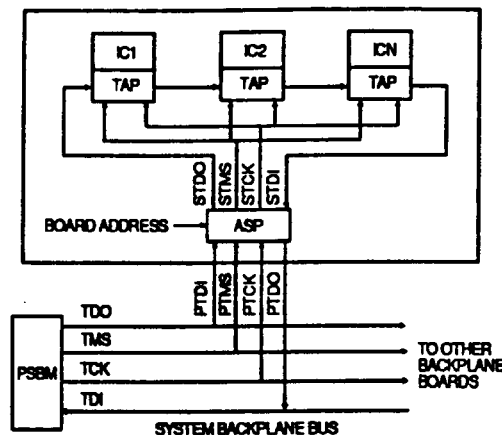 IC1
IC2
ICN
TAP
TAP
TAP
STDO
STMS
STCK
STDI
BOARD ADDRESS
ASP
PTDI
PTMS
PTCK
PTDO
TDO
TMS
TO OTHER
BACKPLANE
BOARDS
PSBM
TCK
TDI
SYSTEM BACKPLANE BUS